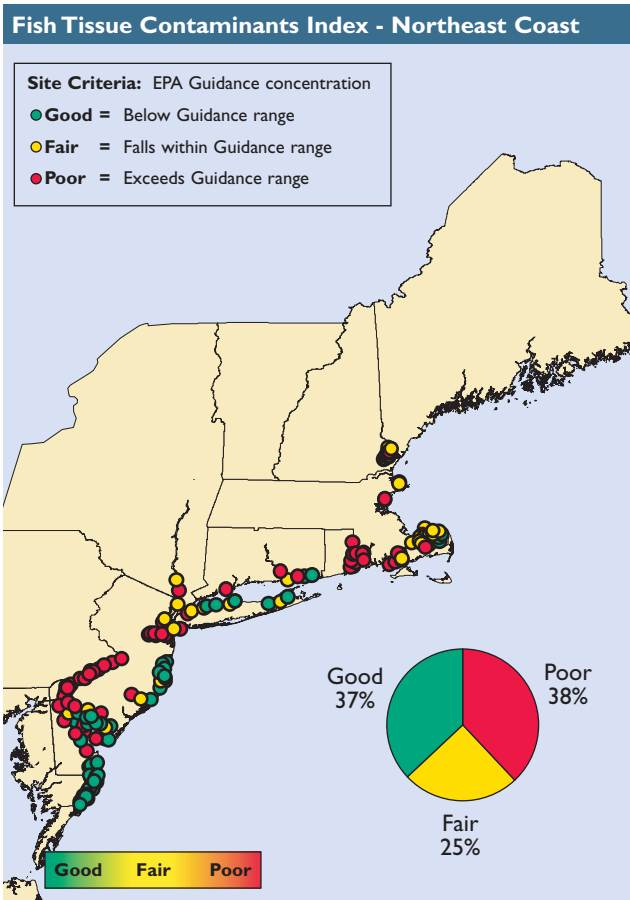 Fish Tissue Contaminants Index - Northeast Coast
Site Criteria: EPA Guidance concentration
Good = Below Guidance range
Fair = Falls within Guidance range
Poor = Exceeds Guidance range
Good
37%
Poor
38%
Fair
25%
Good Fair Poor